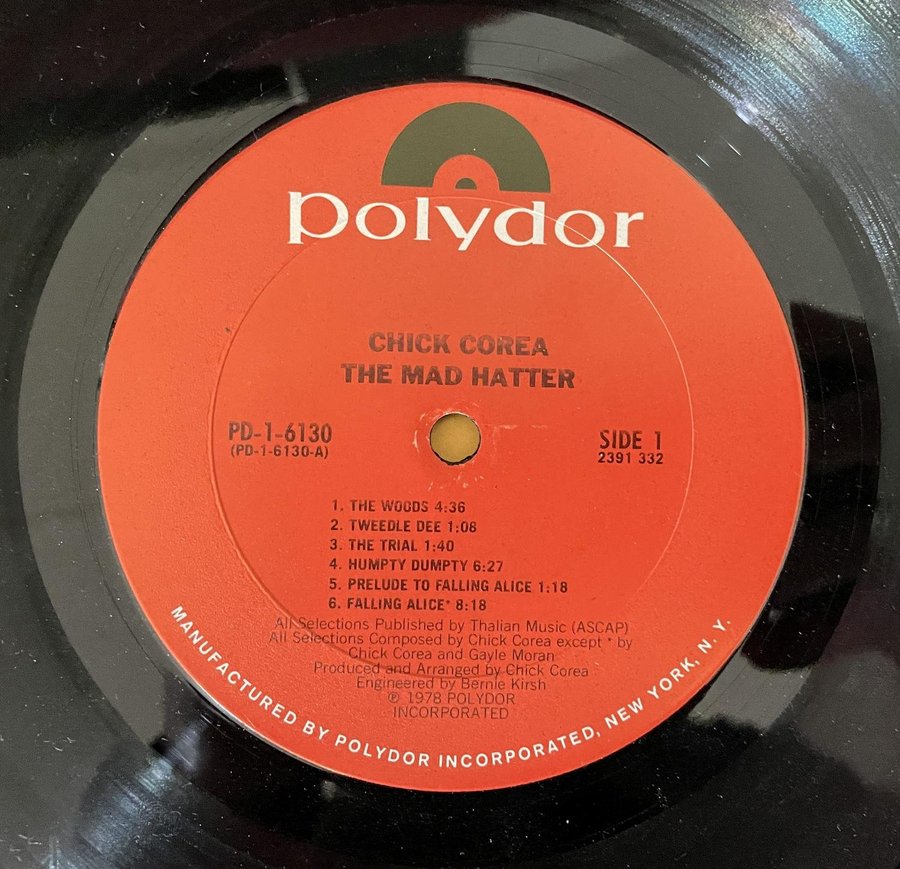 polydor
CHICK COREA
THE MAD HATTER
PD-1-6130
(PD-1-6130-A)
SIDE 1
2391 332
1. THE WOODS 4:36
2. TWEEDLE DEE 1:08
3. THE TRIAL 1:40
4. HUMPTY DUMPTY 6:27
5. PRELUDE TO FALLING ALICE 1:18
6. FALLING ALICE* 8:18
All Selections Published by Thalian Music (ASCAP)
All Selections Composed by Chick Corea except * by
Chick Corea and Gayle Moran
Produced and Arranged by Chick Corea
Engineered by Bernie Kirsh
℗ 1978 POLYDOR
INCORPORATED
MANUFACTURED BY POLYDOR INCORPORATED, NEW YORK, N. Y.